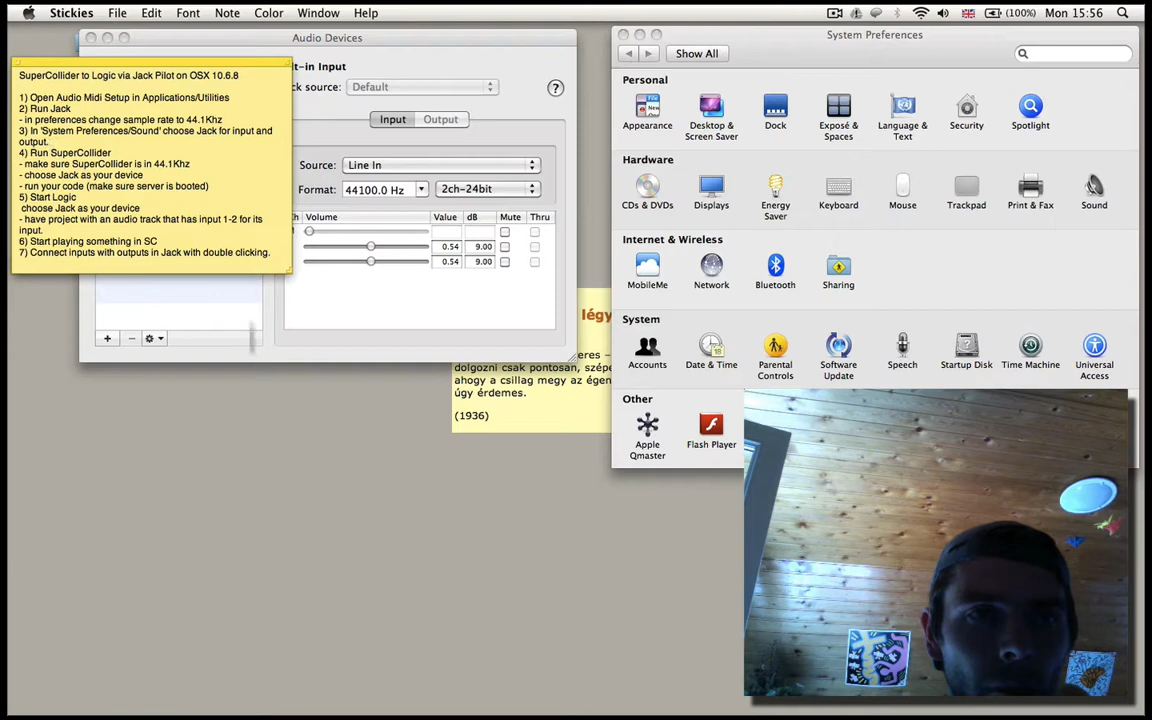 Stickies File Edit Font Note Color Window Help
(100%) Mon 15:56
Audio Devices
SuperCollider to Logic via Jack Pilot on OSX 10.6.8
1) Open Audio Midi Setup in Applications/Utilities
2) Run Jack
- in preferences change sample rate to 44.1Khz
3) In 'System Preferences/Sound' choose Jack for input and
output.
4) Run SuperCollider
- make sure SuperCollider is in 44.1Khz
- choose Jack as your device
- run your code (make sure server is booted)
5) Start Logic
choose Jack as your device
- have project with an audio track that has input 1-2 for its
input.
6) Start playing something in SC
7) Connect inputs with outputs in Jack with double clicking.
lt-in Input
ck source: Default
?
Input Output
Source: Line In
Format: 44100.0 Hz 2ch-24bit
h Volume Value dB Mute Thru
0.54 9.00
0.54 9.00
légy
eres –
dolgozni csak pontosan, szépe
ahogy a csillag megy az égen
úgy érdemes.
(1936)
System Preferences
Show All
Personal
Appearance
Desktop &
Screen Saver
Dock
Exposé &
Spaces
Language &
Text
Security
Spotlight
Hardware
CDs & DVDs
Displays
Energy
Saver
Keyboard
Mouse
Trackpad
Print & Fax
Sound
Internet & Wireless
MobileMe
Network
Bluetooth
Sharing
System
Accounts
Date & Time
Parental
Controls
Software
Update
Speech
Startup Disk
Time Machine
Universal
Access
Other
Apple
Qmaster
Flash Player